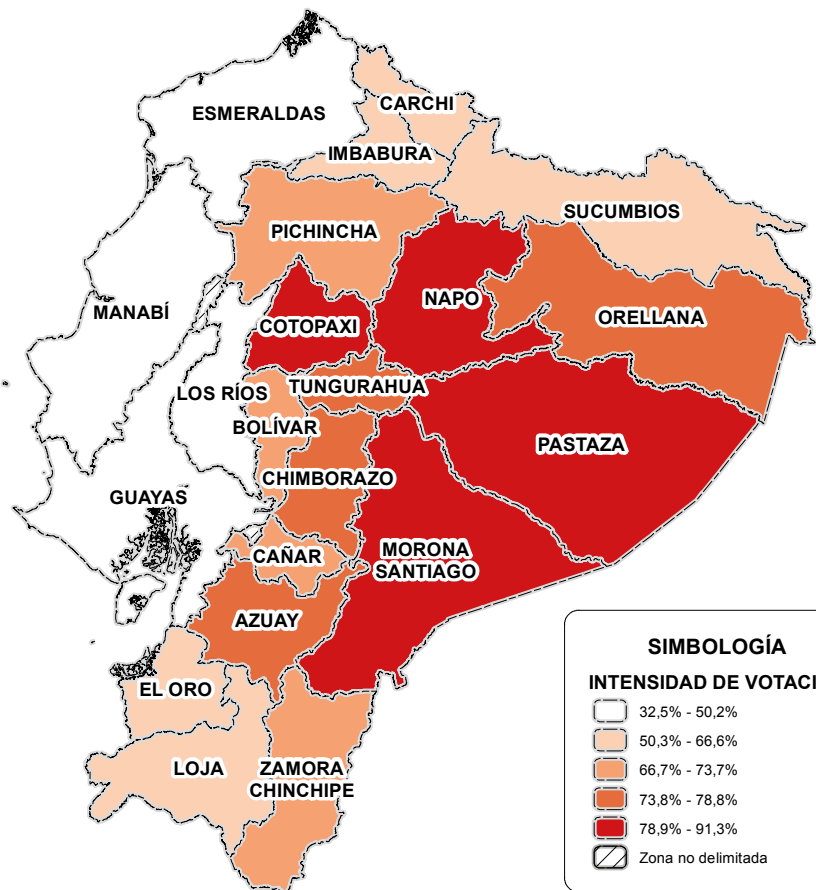 ESMERALDAS
CARCHI
IMBABURA
SUCUMBIOS
PICHINCHA
NAPO
MANABÍ
COTOPAXI
ORELLANA
TUNGURAHUA
LOS RÍOS
BOLÍVAR
PASTAZA
CHIMBORAZO
GUAYAS
CAÑAR
MORONA
SANTIAGO
AZUAY
EL ORO
LOJA
ZAMORA
CHINCHIPE
SIMBOLOGÍA
INTENSIDAD DE VOTACI
32,5% - 50,2%
50,3% - 66,6%
66,7% - 73,7%
73,8% - 78,8%
78,9% - 91,3%
Zona no delimitada